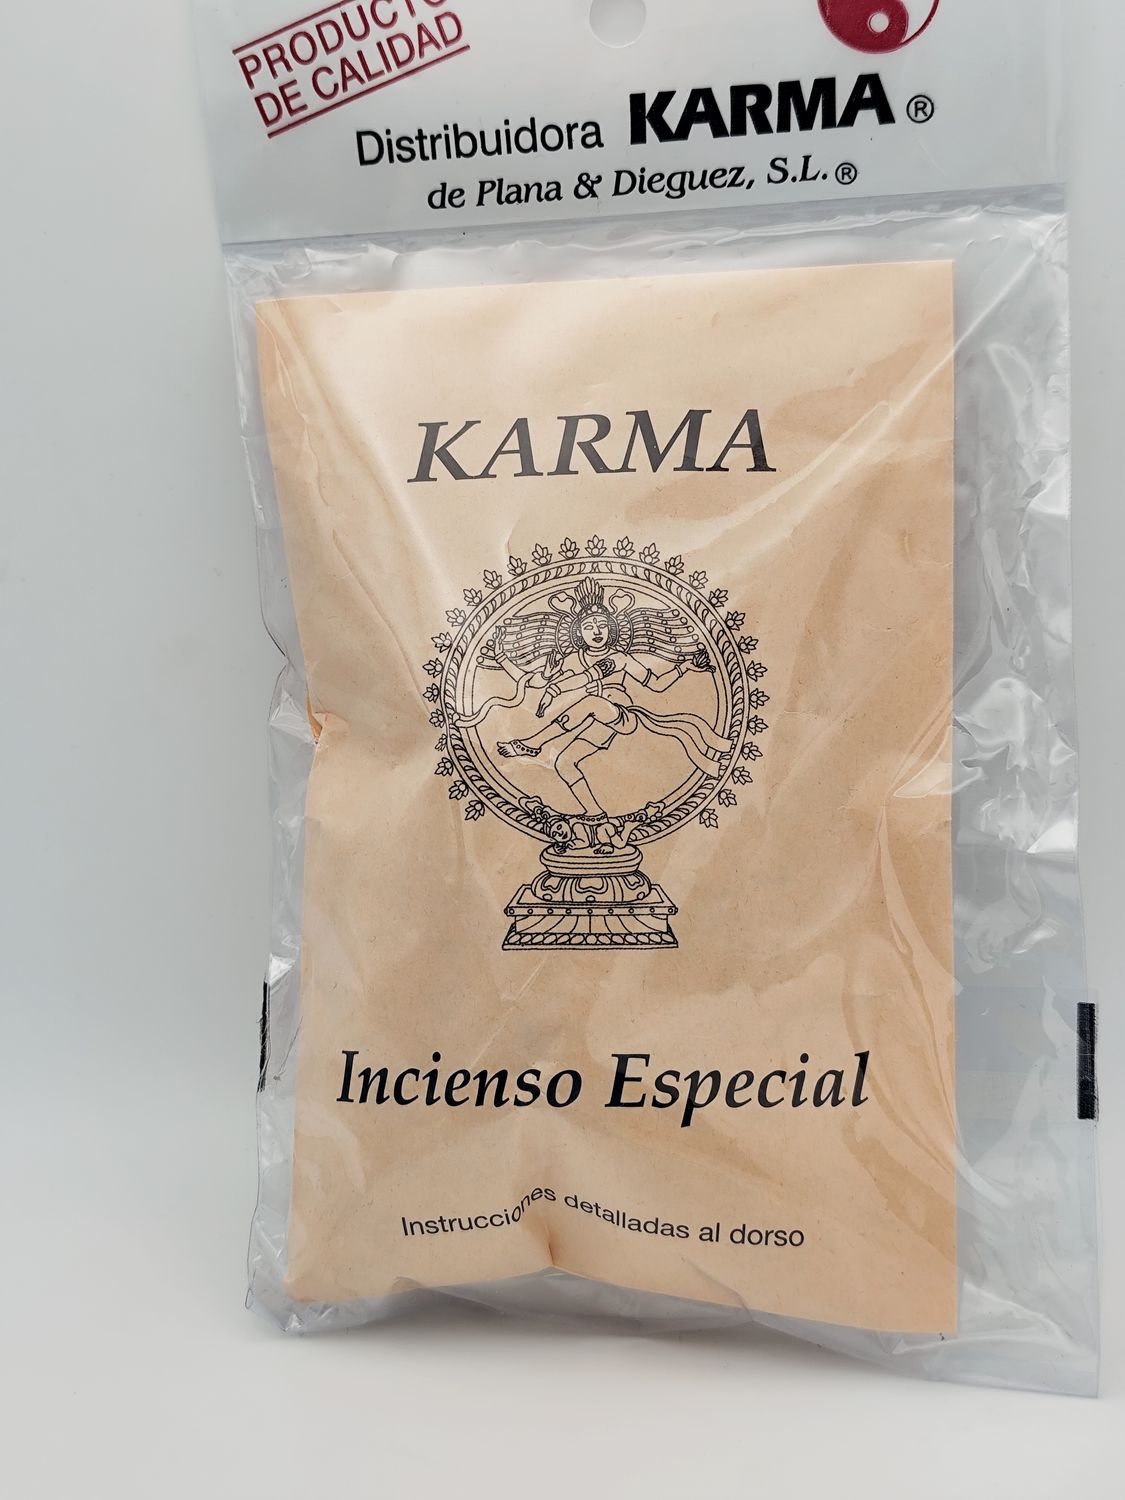 PRODUCTO
DE CALIDAD
Distribuidora KARMA ®
de Plana & Dieguez, S.L. ®
KARMA
Incienso Especial
Instrucciones detalladas al dorso